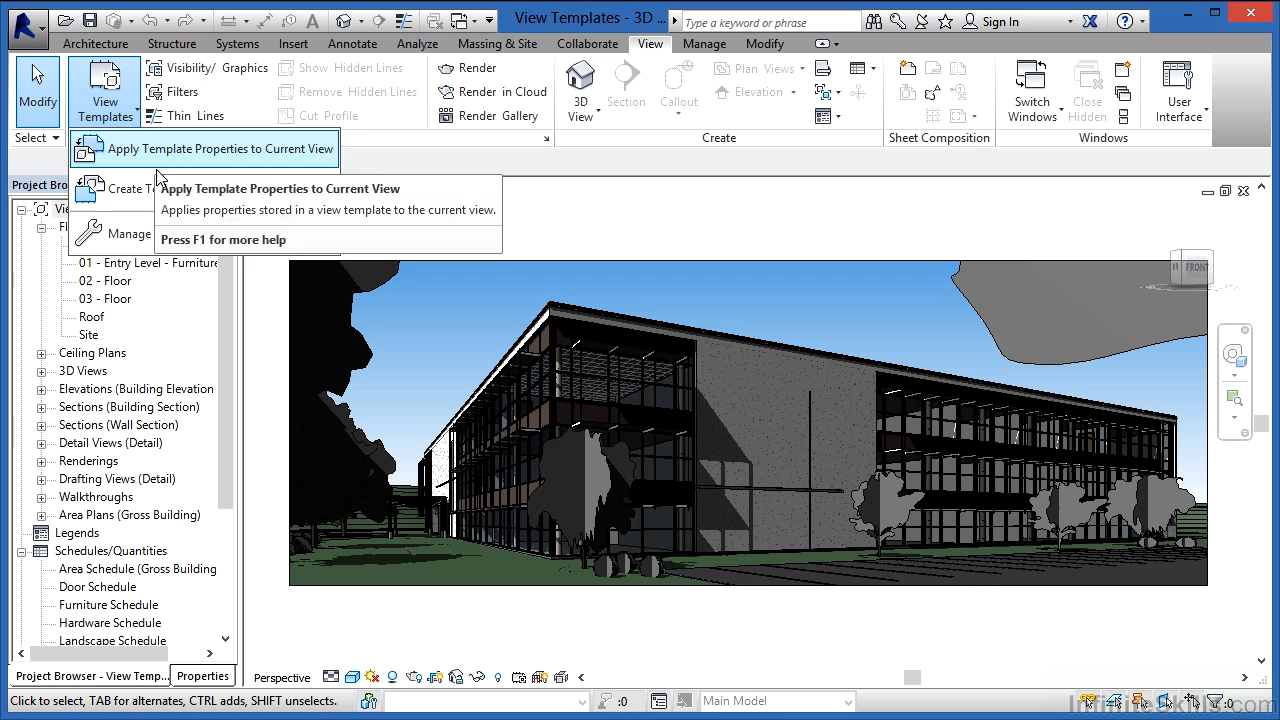 View Templates - 3D ...
Type a keyword or phrase
Sign In
Architecture Structure Systems Insert Annotate Analyze Massing & Site Collaborate View Manage Modify
Modify
View Templates
Visibility/ Graphics
Filters
Thin Lines
Show Hidden Lines
Remove Hidden Lines
Cut Profile
Render
Render in Cloud
Render Gallery
3D View
Section
Callout
Plan Views
Elevation
Switch Windows
Close Hidden
User Interface
Select
Create
Sheet Composition
Windows
Apply Template Properties to Current View
Create
Manage
Apply Template Properties to Current View
Applies properties stored in a view template to the current view.
Press F1 for more help
Project Bro
01 - Entry Level - Furniture
02 - Floor
03 - Floor
Roof
Site
Ceiling Plans
3D Views
Elevations (Building Elevation
Sections (Building Section)
Sections (Wall Section)
Detail Views (Detail)
Renderings
Drafting Views (Detail)
Walkthroughs
Area Plans (Gross Building)
Legends
Schedules/Quantities
Area Schedule (Gross Building
Door Schedule
Furniture Schedule
Hardware Schedule
Landscape Schedule
Project Browser - View Temp...
Properties
FRONT
Perspective
Click to select, TAB for alternates, CTRL adds, SHIFT unselects.
:0
Main Model
:0
InfiniteSkills.com